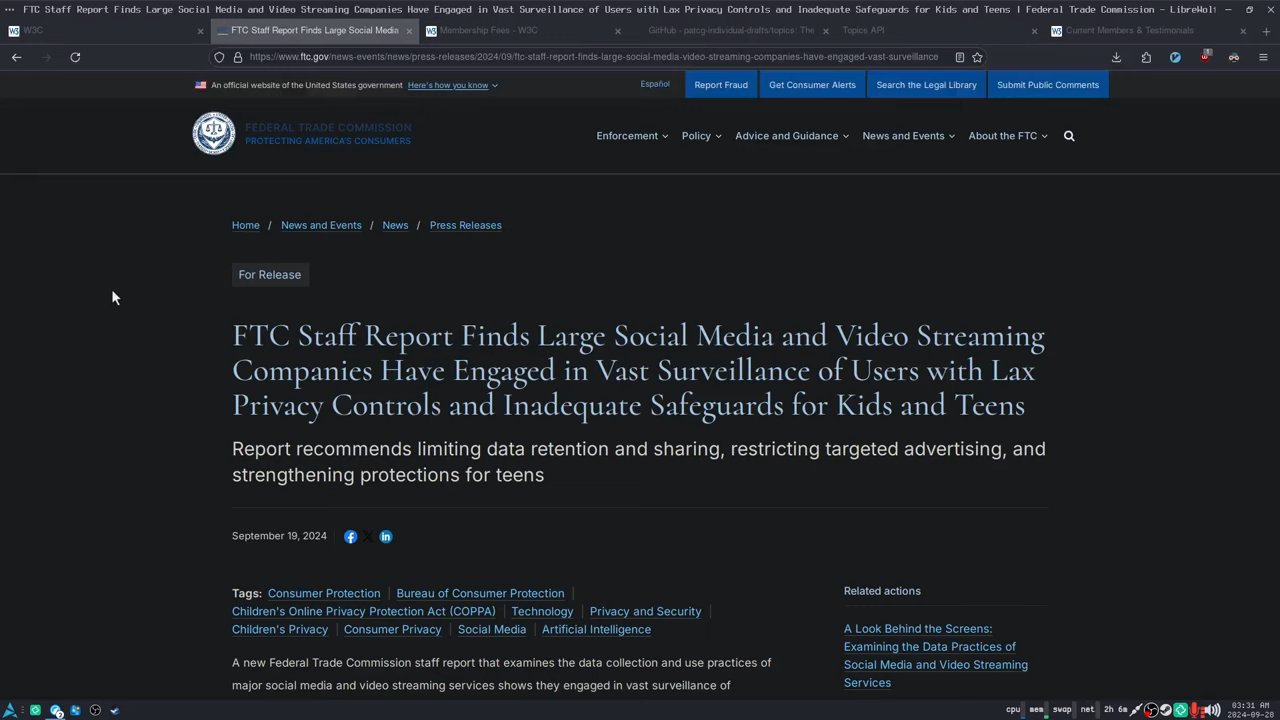 FTC Staff Report Finds Large Social Media and Video Streaming Companies Have Engaged in Vast Surveillance of Users with Lax Privacy Controls and Inadequate Safeguards for Kids and Teens | Federal Trade Commission — LibreWolf
W3C
FTC Staff Report Finds Large Social Media
Membership Fees - W3C
GitHub - patcg-individual-drafts/topics: The
Topics API
Current Members & Testimonials
https://www.ftc.gov/news-events/news/press-releases/2024/09/ftc-staff-report-finds-large-social-media-video-streaming-companies-have-engaged-vast-surveillance
An official website of the United States government Here's how you know
Español
Report Fraud
Get Consumer Alerts
Search the Legal Library
Submit Public Comments
FEDERAL TRADE COMMISSION
PROTECTING AMERICA'S CONSUMERS
Enforcement
Policy
Advice and Guidance
News and Events
About the FTC
Home / News and Events / News / Press Releases
For Release
FTC Staff Report Finds Large Social Media and Video Streaming
Companies Have Engaged in Vast Surveillance of Users with Lax
Privacy Controls and Inadequate Safeguards for Kids and Teens
Report recommends limiting data retention and sharing, restricting targeted advertising, and
strengthening protections for teens
September 19, 2024
Tags: Consumer Protection | Bureau of Consumer Protection |
Children's Online Privacy Protection Act (COPPA) | Technology | Privacy and Security |
Children's Privacy | Consumer Privacy | Social Media | Artificial Intelligence
A new Federal Trade Commission staff report that examines the data collection and use practices of
major social media and video streaming services shows they engaged in vast surveillance of
Related actions
A Look Behind the Screens:
Examining the Data Practices of
Social Media and Video Streaming
Services
cpu mem swap net 2h 6m
03:31 AM
2024-09-28